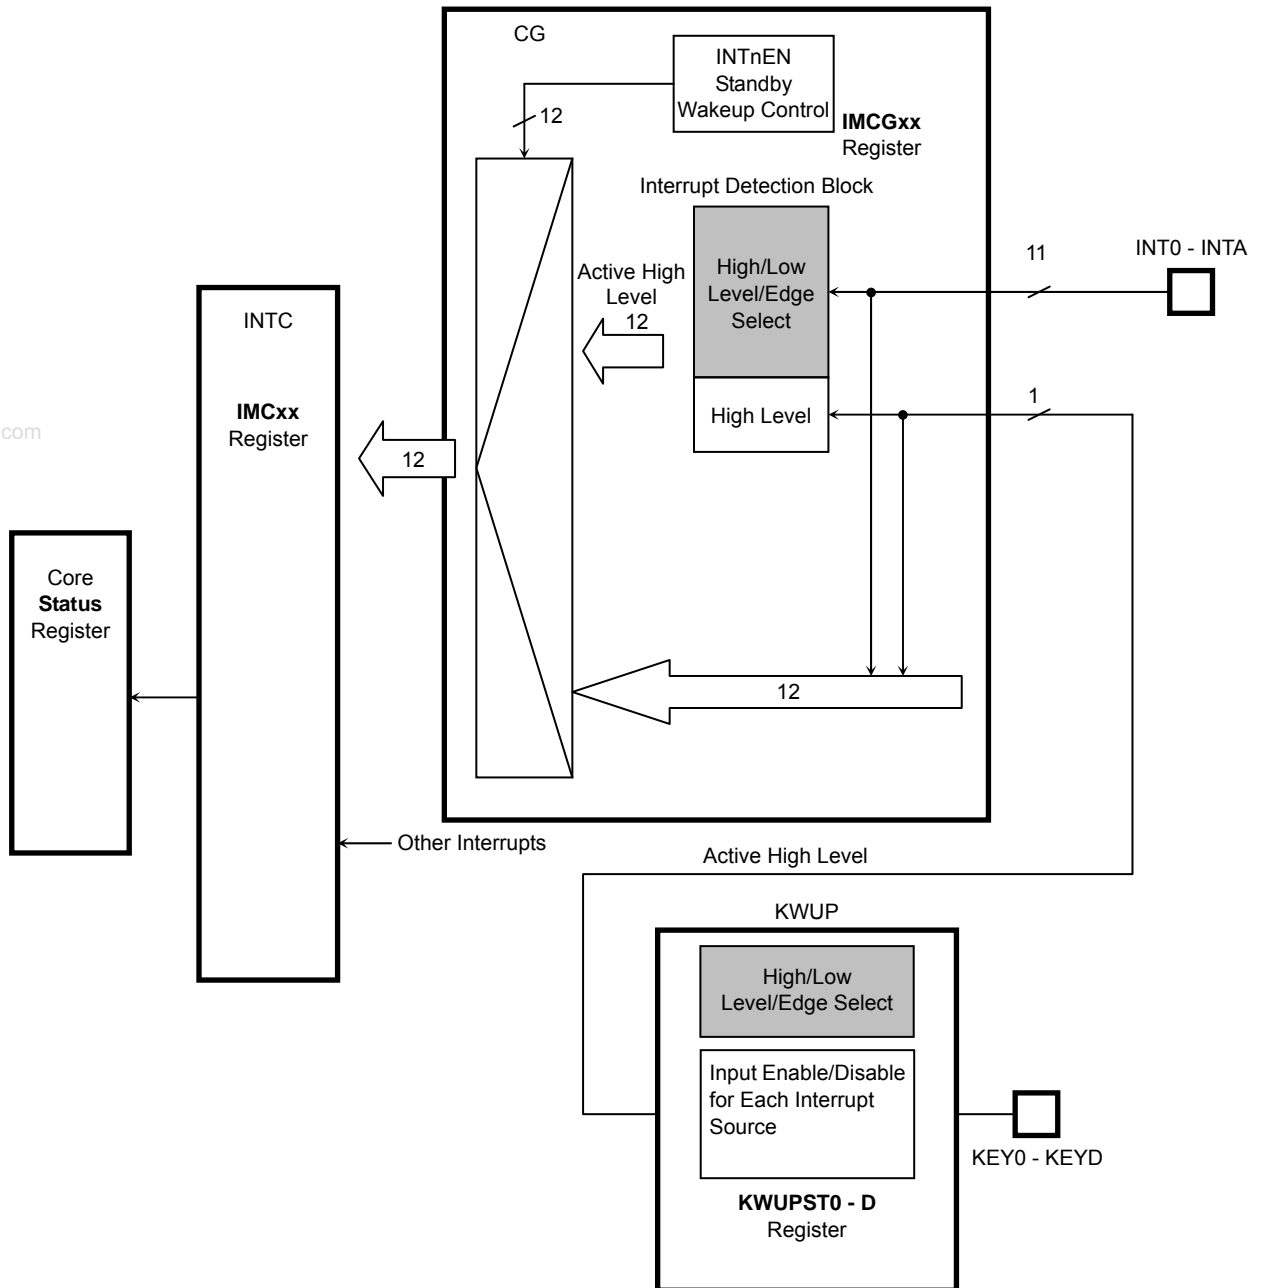 CG
INTnEN
Standby
Wakeup Control
12
IMCGxx
Register
Interrupt Detection Block
11
INT0 - INTA
High/Low
Level/Edge
Select
Active High
Level
12
INTC
High Level
1
IMCxx
Register
com
12
Core
Status
Register
12
Other Interrupts
Active High Level
KWUP
High/Low
Level/Edge Select
Input Enable/Disable
for Each Interrupt
Source
KEY0 - KEYD
KWUPST0 - D
Register